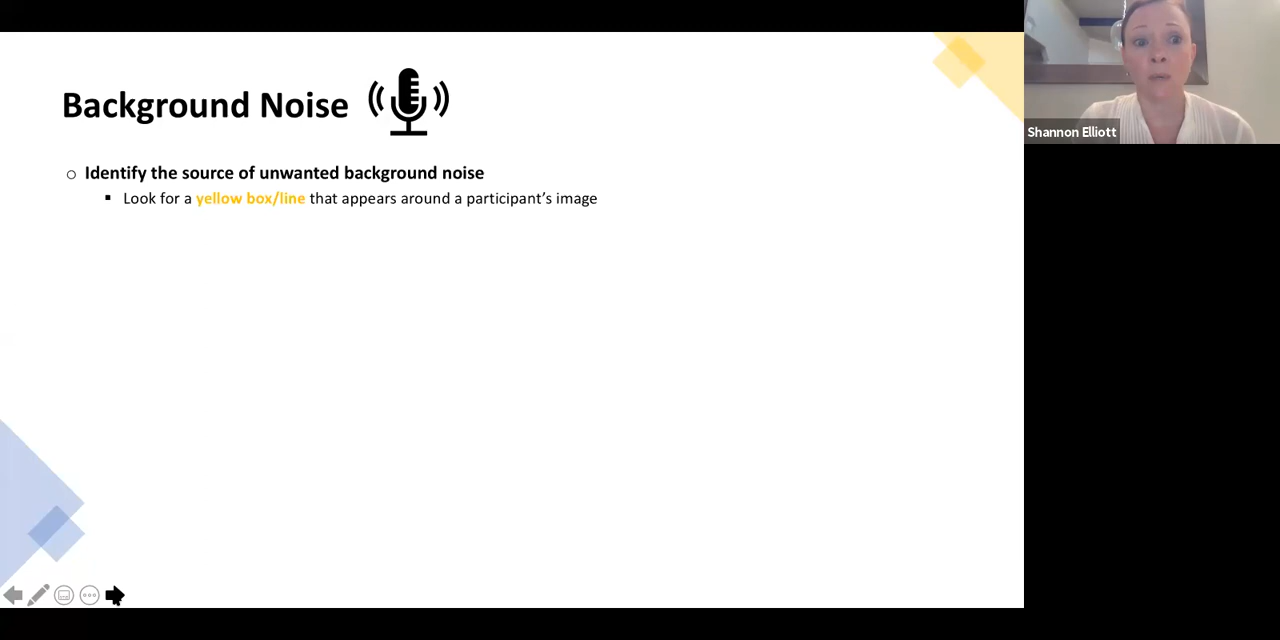 Background Noise
Identify the source of unwanted background noise
Look for a yellow box/line that appears around a participant's image
Shannon Elliott